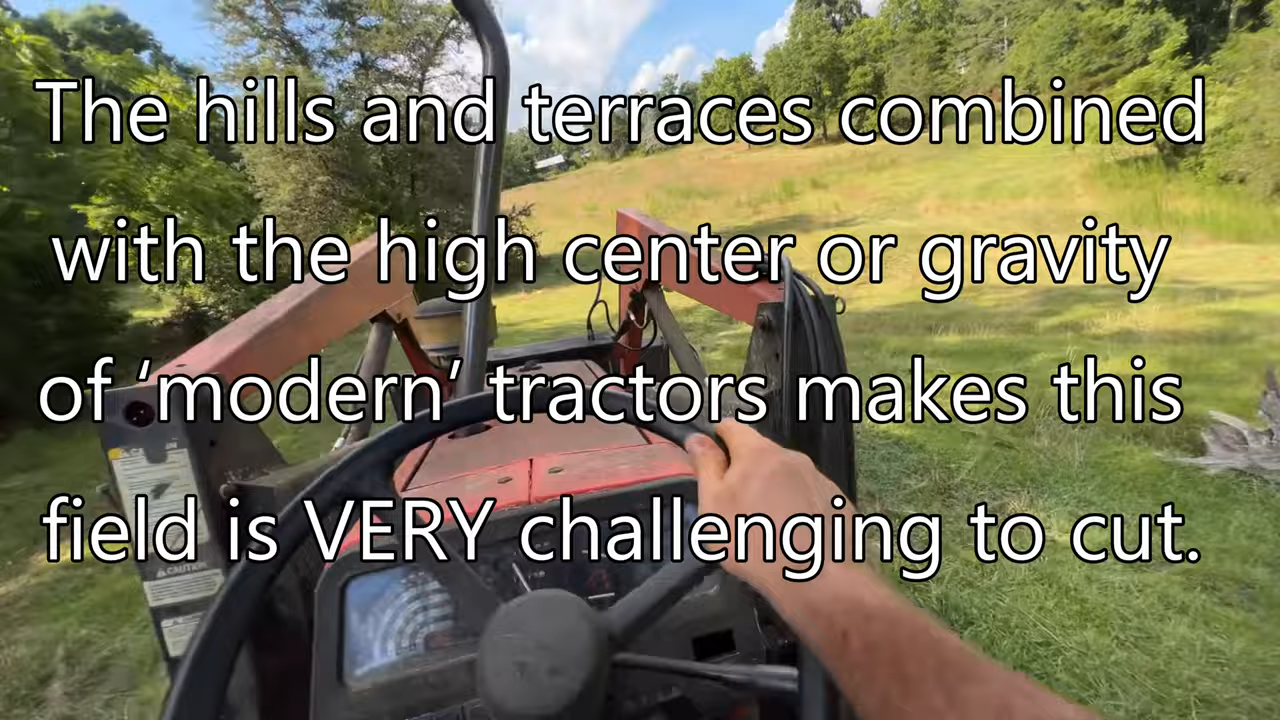 The hills and terraces combined
with the high center or gravity
of ‘modern’ tractors makes this
field is VERY challenging to cut.
CAUTION